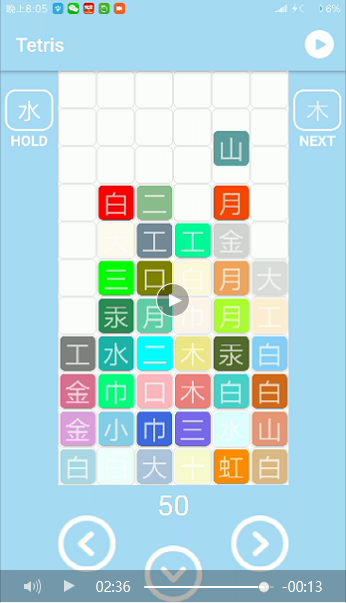 晚上8:05 6%
Tetris
水 木
HOLD NEXT
山
白 二 月
工 工 金
三 口 白 月 大
汞 月 巾 月 工
工 水 二 木 汞 白
金 巾 口 木 白 白
金 小 巾 三 水 山
白 白 大 十 虹 白
50
02:36 -00:13